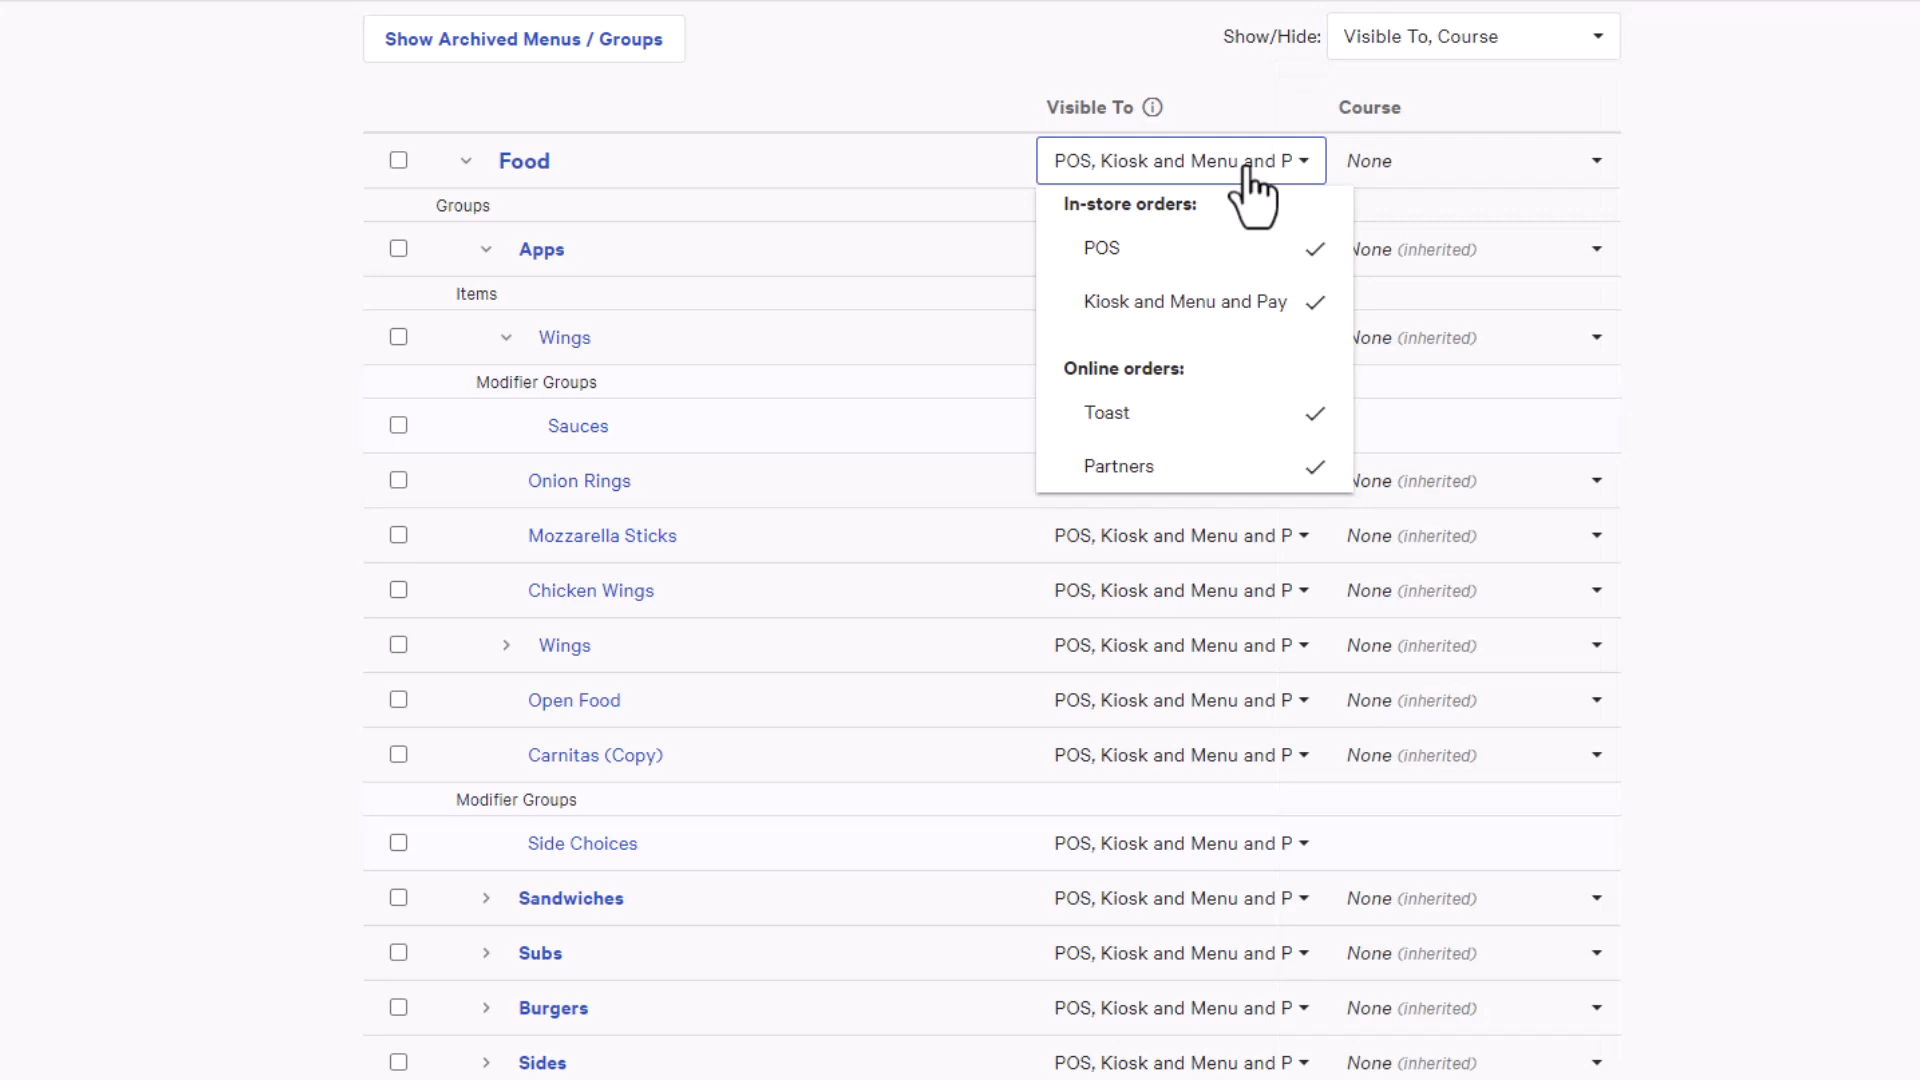 Show Archived Menus / Groups
Show/Hide: Visible To, Course
Visible To Course
Food POS, Kiosk and Menu and P None
Groups In-store orders:
Apps POS None (inherited)
Items
Kiosk and Menu and Pay
Wings None (inherited)
Modifier Groups Online orders:
Sauces Toast
Onion Rings Partners None (inherited)
Mozzarella Sticks POS, Kiosk and Menu and P None (inherited)
Chicken Wings POS, Kiosk and Menu and P None (inherited)
Wings POS, Kiosk and Menu and P None (inherited)
Open Food POS, Kiosk and Menu and P None (inherited)
Carnitas (Copy) POS, Kiosk and Menu and P None (inherited)
Modifier Groups
Side Choices POS, Kiosk and Menu and P
Sandwiches POS, Kiosk and Menu and P None (inherited)
Subs POS, Kiosk and Menu and P None (inherited)
Burgers POS, Kiosk and Menu and P None (inherited)
Sides POS, Kiosk and Menu and P None (inherited)